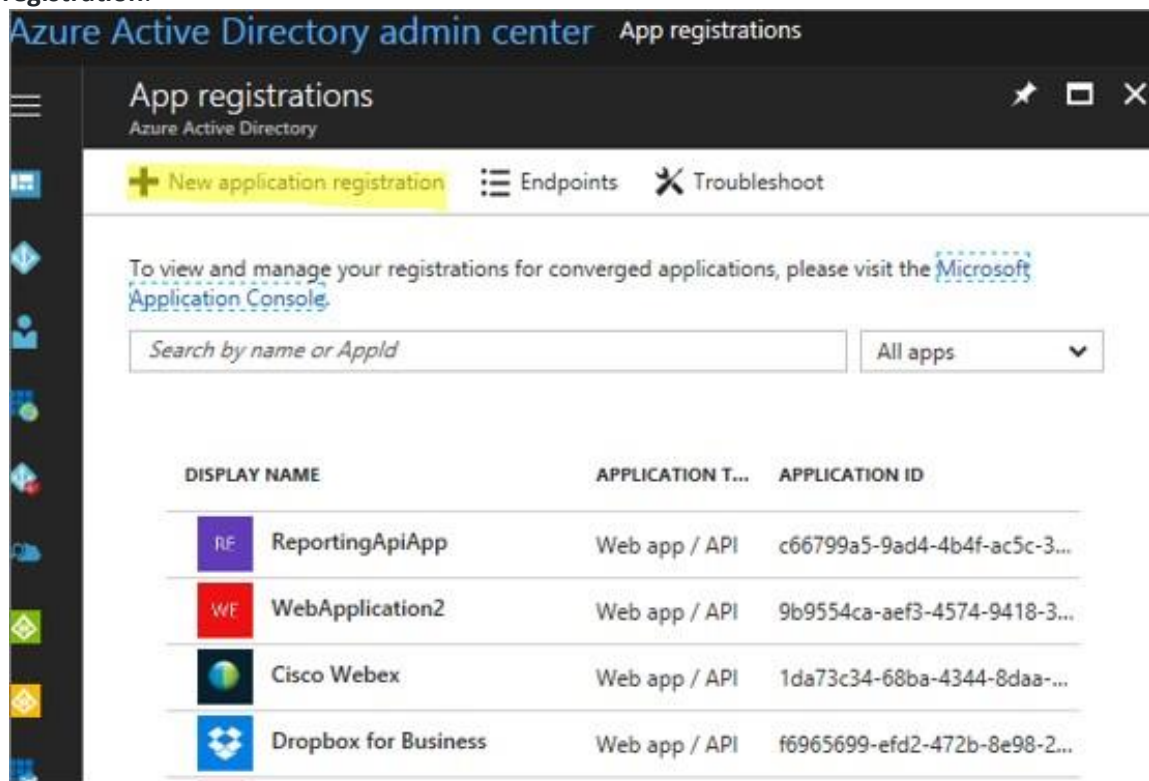 registration.
Azure Active Directory admin center App registrations
App registrations
Azure Active Directory
New application registration Endpoints Troubleshoot
To view and manage your registrations for converged applications, please visit the Microsoft
Application Console.
Search by name or AppId All apps
DISPLAY NAME APPLICATION T... APPLICATION ID
RE ReportingApiApp Web app / API c66799a5-9ad4-4b4f-ac5c-3...
WE WebApplication2 Web app / API 9b9554ca-aef3-4574-9418-3...
Cisco Webex Web app / API 1da73c34-68ba-4344-8daa-...
Dropbox for Business Web app / API f6965699-efd2-472b-8e98-2...